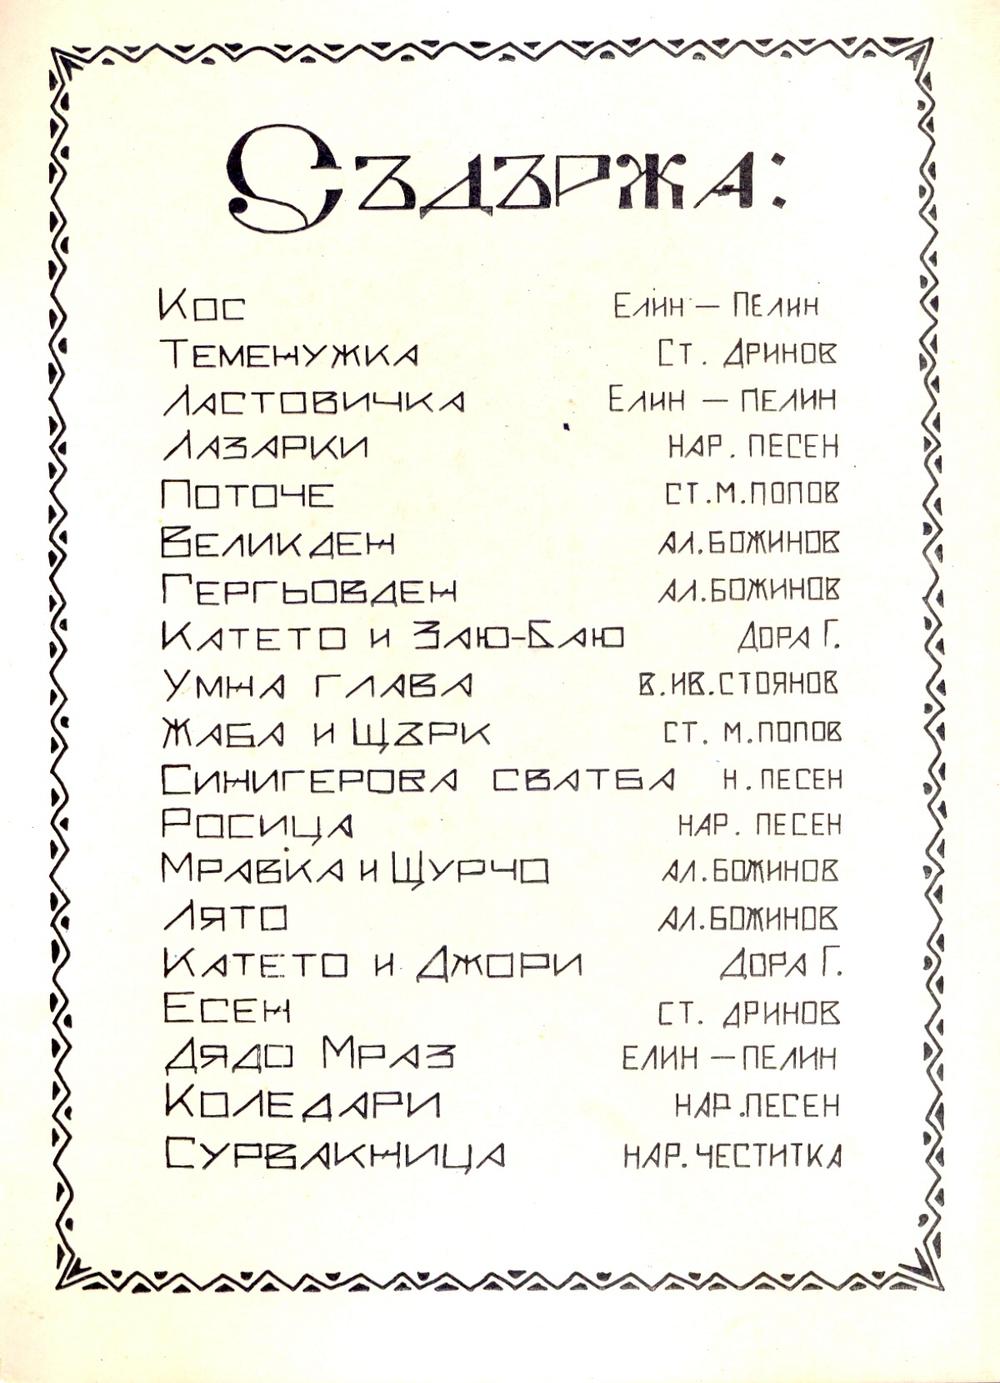 Съдържа:
Кос Елин — Пелин
Теменужка Ст. Дринов
Ластовичка Елин — Пелин
Лазарки нар. песен
Поточе ст. м. попов
Великден ал. божинов
Гергьовден ал. божинов
Катето и Заю-Баю Дора Г.
Умна глава в. ив. стоянов
Жаба и Щърк ст. м. попов
Синигерова сватба н. песен
Росица нар. песен
Мравка и Щурчо ал. божинов
Лято ал. божинов
Катето и Джори Дора Г.
Есен ст. дринов
Дядо Мраз елин — пелин
Коледари нар. песен
Сурвакница нар. честитка